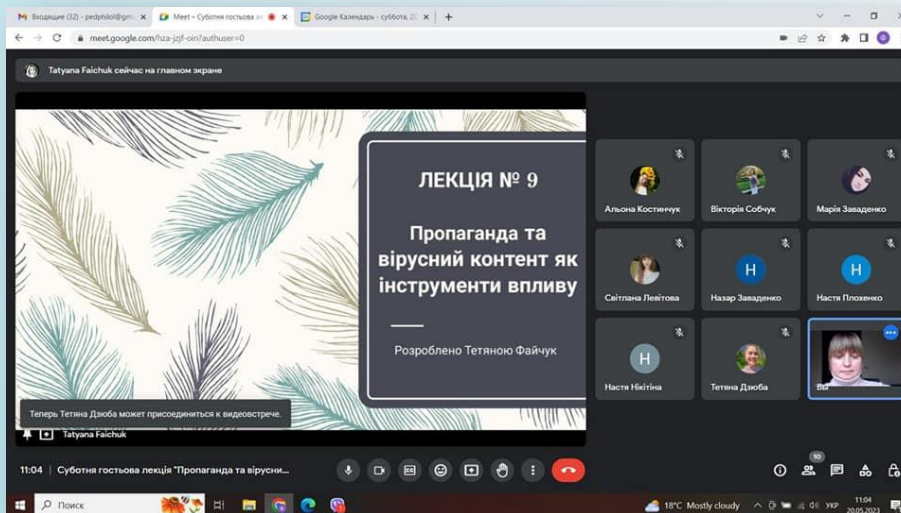 Входящие (32) - pedphilol@gm
Meet – Суботня гостьова ле
Google Календарь - суббота, 20
meet.google.com/hza-jzjf-oin?authuser=0
Tatyana Faichuk сейчас на главном экране
ЛЕКЦІЯ № 9
Пропаганда та
вірусний контент як
інструменти впливу
Розроблено Тетяною Файчук
Теперь Тетяна Дзюба может присоединиться к видеовстрече.
Tatyana Faichuk
Альона Костинчук
Вікторія Собчук
Марія Заваденко
Світлана Левітова
Н
Назар Заваденко
Н
Настя Плохенко
Н
Настя Нікітіна
Тетяна Дзюба
Вы
11:04 | Суботня гостьова лекція "Пропаганда та вірусни...
10
Поиск
18°C Mostly cloudy
УКР
11:04
20.05.2023